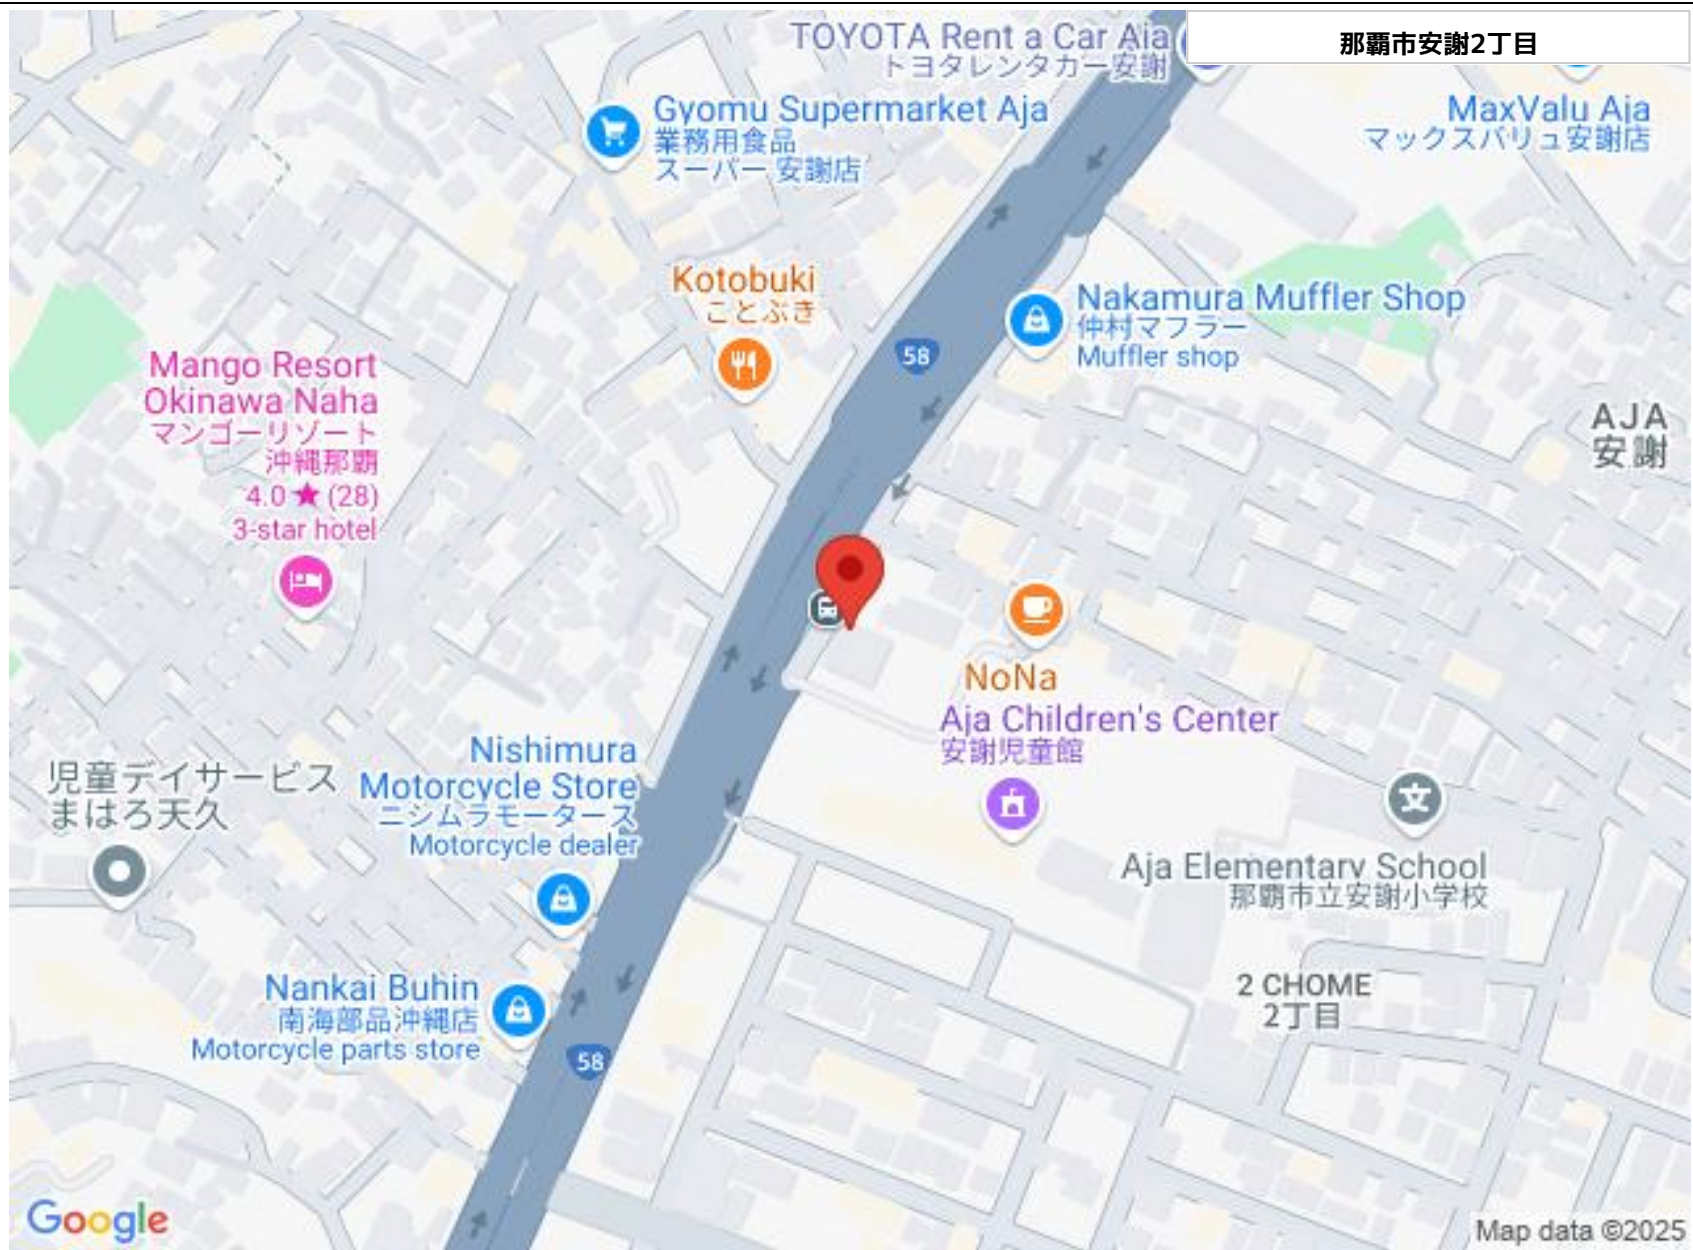 TOYOTA Rent a Car Aja
トヨタレンタカー安謝
那覇市安謝2丁目
Gyomu Supermarket Aja
業務用食品
スーパー 安謝店
MaxValu Aja
マックスバリュ安謝店
Kotobuki
ことぶき
Nakamura Muffler Shop
仲村マフラー
Muffler shop
58
Mango Resort
Okinawa Naha
マンゴーリゾート
沖縄那覇
4.0 ★ (28)
3-star hotel
AJA
安謝
NoNa
Aja Children's Center
安謝児童館
Nishimura
Motorcycle Store
ニシムラモータース
Motorcycle dealer
児童デイサービス
まはろ天久
文
Aja Elementary School
那覇市立安謝小学校
Nankai Buhin
南海部品沖縄店
Motorcycle parts store
2 CHOME
2丁目
58
Google
Map data ©2025